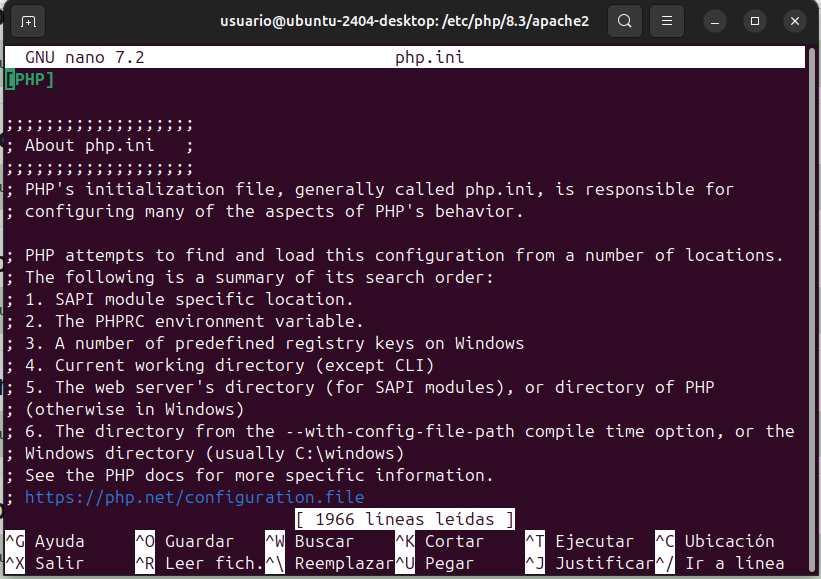 usuario@ubuntu-2404-desktop: /etc/php/8.3/apache2
GNU nano 7.2 php.ini
[PHP]
;;;;;;;;;;;;;;;;;;;
; About php.ini   ;
;;;;;;;;;;;;;;;;;;;
; PHP's initialization file, generally called php.ini, is responsible for
; configuring many of the aspects of PHP's behavior.
; PHP attempts to find and load this configuration from a number of locations.
; The following is a summary of its search order:
; 1. SAPI module specific location.
; 2. The PHPRC environment variable.
; 3. A number of predefined registry keys on Windows
; 4. Current working directory (except CLI)
; 5. The web server's directory (for SAPI modules), or directory of PHP
; (otherwise in Windows)
; 6. The directory from the --with-config-file-path compile time option, or the
; Windows directory (usually C:\windows)
; See the PHP docs for more specific information.
; https://php.net/configuration.file
[ 1966 líneas leídas ]
^G Ayuda ^O Guardar ^W Buscar ^K Cortar ^T Ejecutar ^C Ubicación
^X Salir ^R Leer fich. ^\ Reemplazar ^U Pegar ^J Justificar ^/ Ir a línea